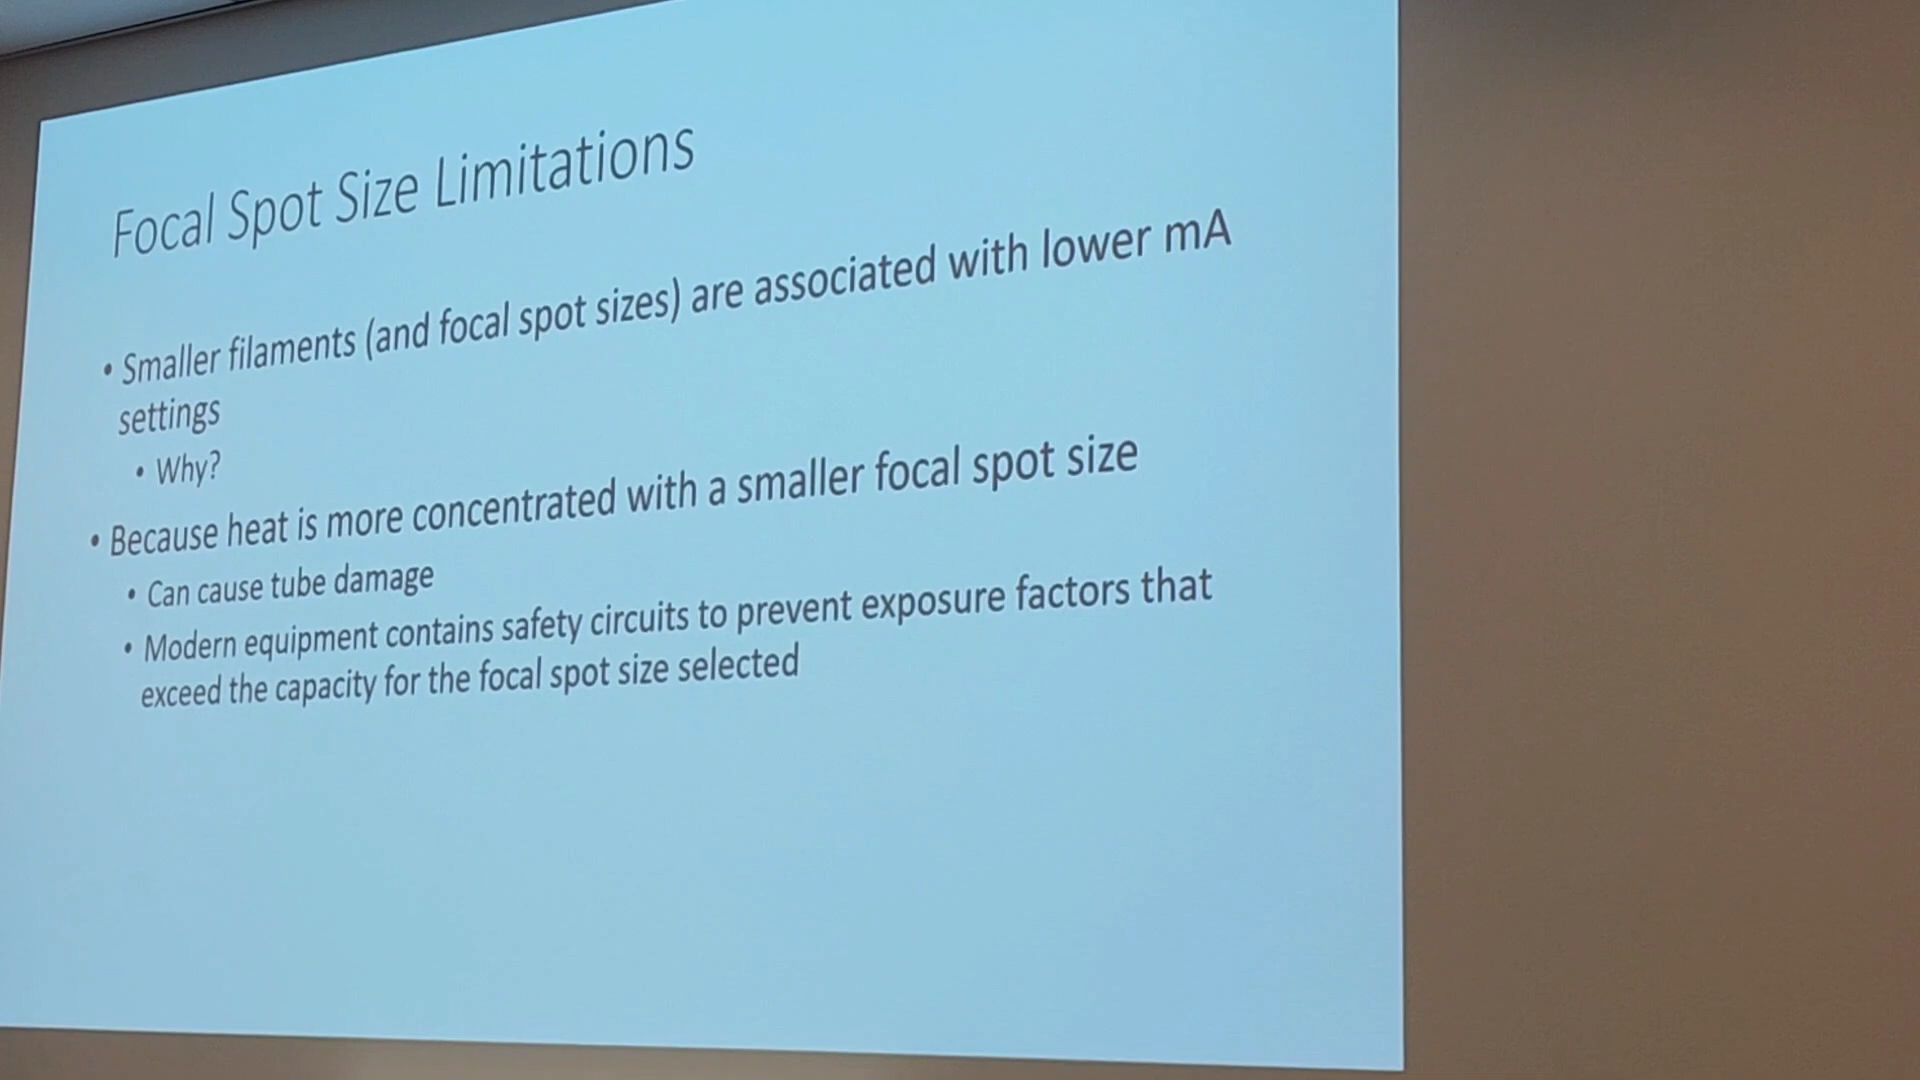 Focal Spot Size Limitations
• Smaller filaments (and focal spot sizes) are associated with lower mA
settings
• Why?
• Because heat is more concentrated with a smaller focal spot size
• Can cause tube damage
• Modern equipment contains safety circuits to prevent exposure factors that
exceed the capacity for the focal spot size selected